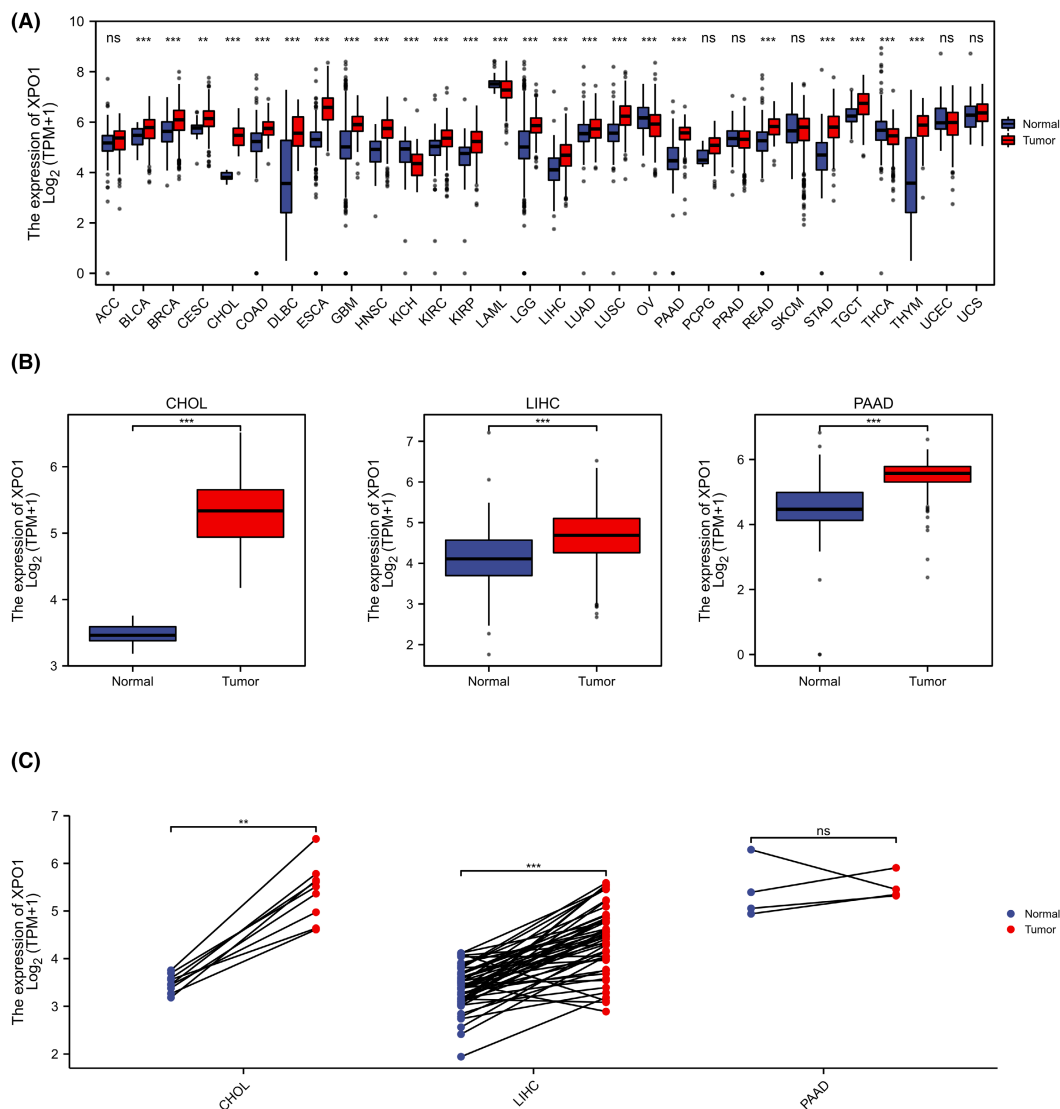 (A)
The expression of XPO1
Log2 (TPM+1)
10
8
6
4
2
0
ns *** *** ** *** *** *** *** *** *** *** *** *** *** *** *** *** *** *** *** ns ns *** ns *** *** *** *** ns ns
Normal
Tumor
ACC BLCA BRCA CESC CHOL COAD DLBC ESCA GBM HNSC KICH KIRC KIRP LAML LGG LIHC LUAD LUSC OV PAAD PCPG PRAD READ SKCM STAD TGCT THCA THYM UCEC UCS
(B)
CHOL
The expression of XPO1
Log2 (TPM+1)
6
5
4
3
***
Normal Tumor
LIHC
The expression of XPO1
Log2 (TPM+1)
7
6
5
4
3
2
***
Normal Tumor
PAAD
The expression of XPO1
Log2 (TPM+1)
6
4
2
0
***
Normal Tumor
(C)
The expression of XPO1
Log2 (TPM+1)
7
6
5
4
3
2
** *** ns
Normal
Tumor
CHOL LIHC PAAD